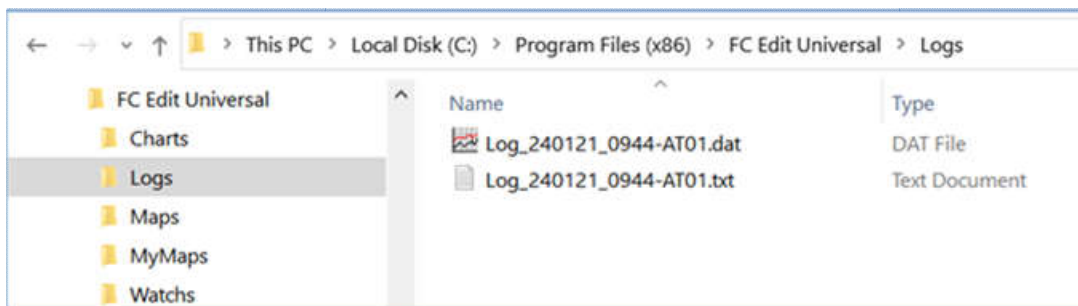 This PC > Local Disk (C:) > Program Files (x86) > FC Edit Universal > Logs
FC Edit Universal
Charts
Logs
Maps
MyMaps
Watchs
Name Type
Log_240121_0944-AT01.dat DAT File
Log_240121_0944-AT01.txt Text Document